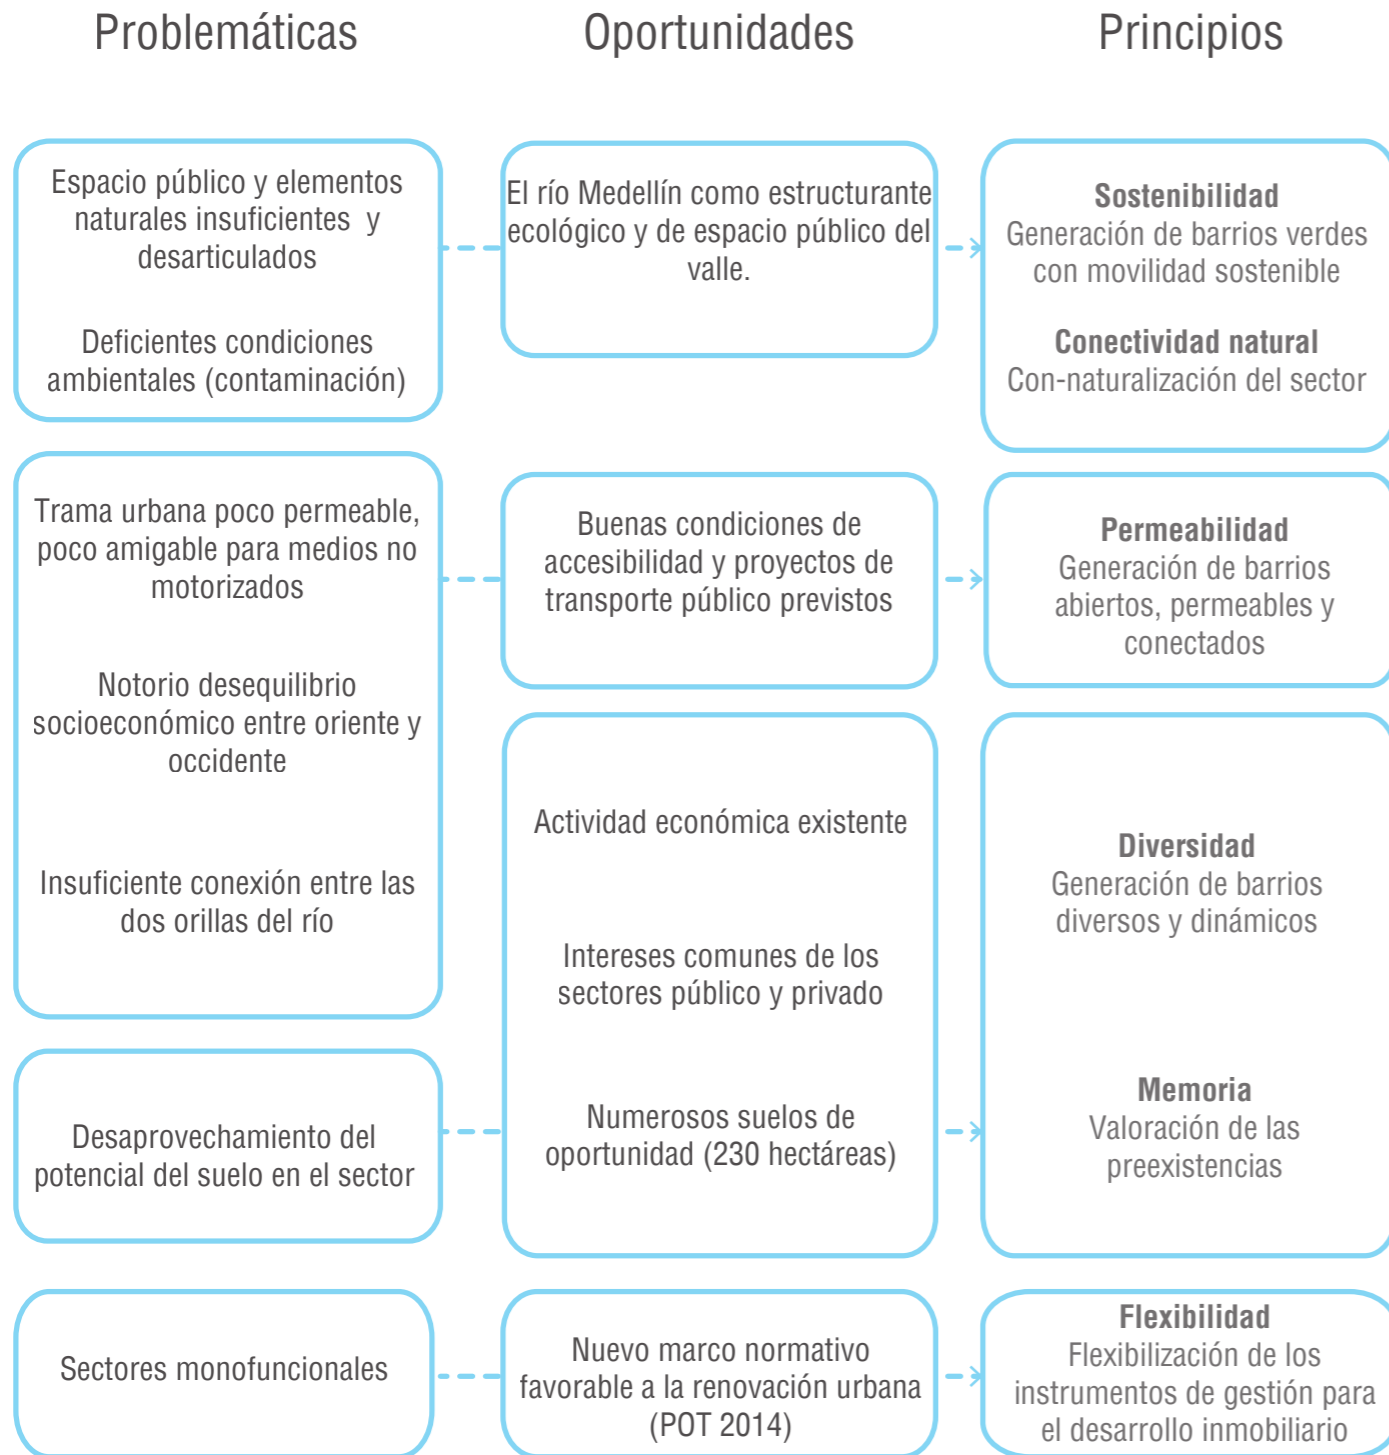 Problemáticas
Oportunidades
Principios
Espacio público y elementos
naturales insuficientes y
desarticulados
Deficientes condiciones
ambientales (contaminación)
El río Medellín como estructurante
ecológico y de espacio público del
valle.
Sostenibilidad
Generación de barrios verdes
con movilidad sostenible
Conectividad natural
Con-naturalización del sector
Trama urbana poco permeable,
poco amigable para medios no
motorizados
Notorio desequilibrio
socioeconómico entre oriente y
occidente
Insuficiente conexión entre las
dos orillas del río
Buenas condiciones de
accesibilidad y proyectos de
transporte público previstos
Permeabilidad
Generación de barrios
abiertos, permeables y
conectados
Desaprovechamiento del
potencial del suelo en el sector
Actividad económica existente
Intereses comunes de los
sectores público y privado
Numerosos suelos de
oportunidad (230 hectáreas)
Diversidad
Generación de barrios
diversos y dinámicos
Memoria
Valoración de las
preexistencias
Sectores monofuncionales
Nuevo marco normativo
favorable a la renovación urbana
(POT 2014)
Flexibilidad
Flexibilización de los
instrumentos de gestión para
el desarrollo inmobiliario